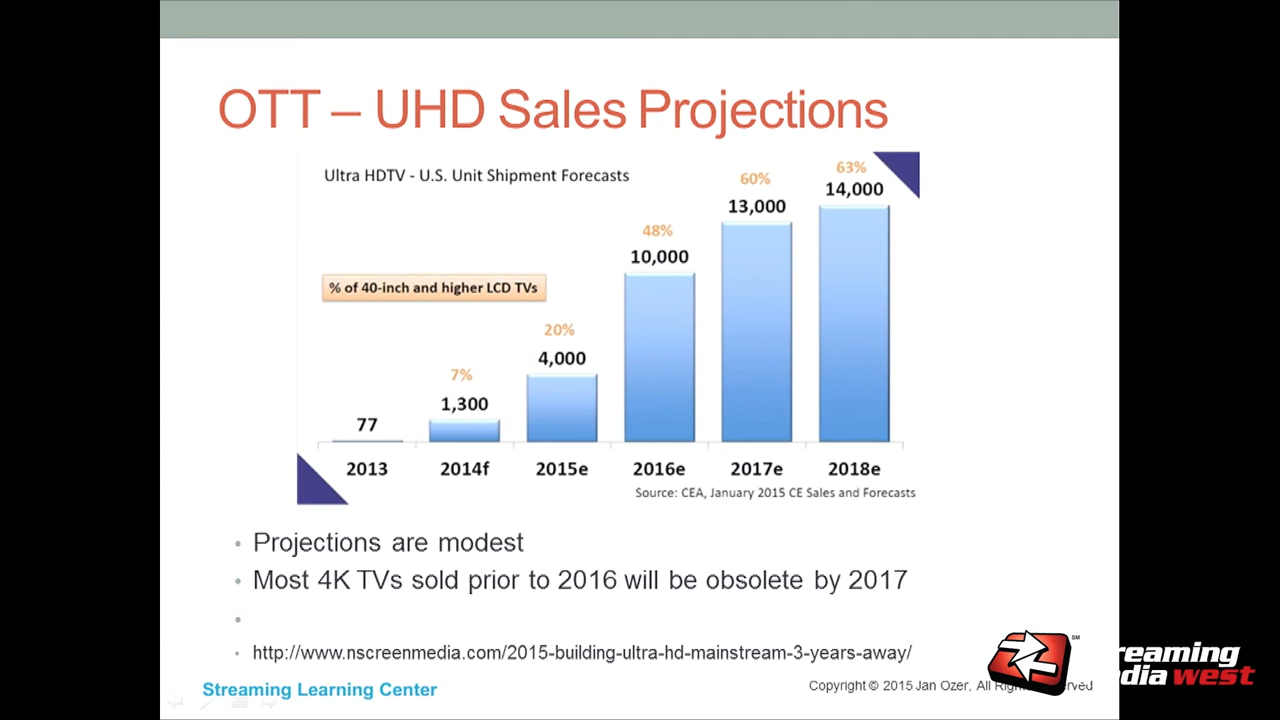 OTT – UHD Sales Projections
Ultra HDTV - U.S. Unit Shipment Forecasts
63%
14,000
60%
13,000
48%
10,000
% of 40-inch and higher LCD TVs
20%
4,000
7%
1,300
77
2013 2014f 2015e 2016e 2017e 2018e
Source: CEA, January 2015 CE Sales and Forecasts
Projections are modest
Most 4K TVs sold prior to 2016 will be obsolete by 2017
http://www.nscreenmedia.com/2015-building-ultra-hd-mainstream-3-years-away/
Streaming Learning Center
Copyright © 2015 Jan Ozer, All
reaming
dia west
SM